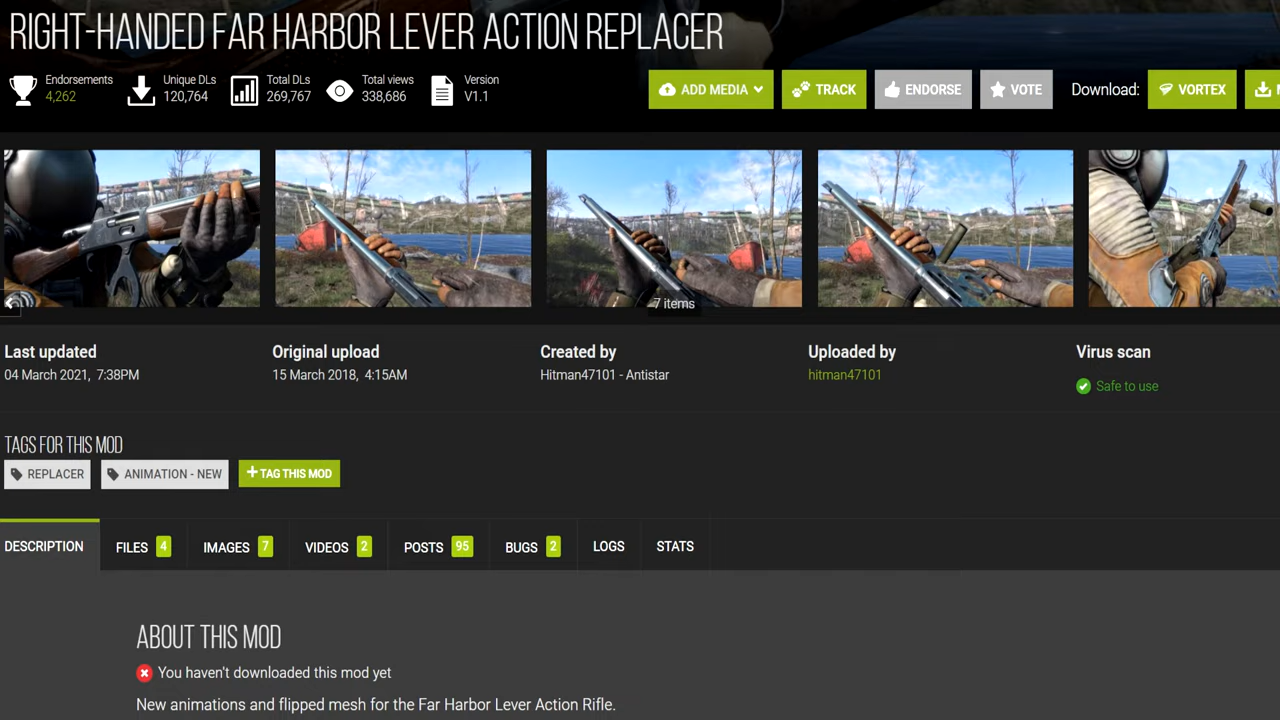 RIGHT-HANDED FAR HARBOR LEVER ACTION REPLACER
Endorsements
4,262
Unique DLs
120,764
Total DLs
269,767
Total views
338,686
Version
V1.1
ADD MEDIA
TRACK
ENDORSE
VOTE
Download:
VORTEX
7 items
Last updated
04 March 2021, 7:38PM
Original upload
15 March 2018, 4:15AM
Created by
Hitman47101 - Antistar
Uploaded by
hitman47101
Virus scan
Safe to use
TAGS FOR THIS MOD
REPLACER
ANIMATION - NEW
+ TAG THIS MOD
DESCRIPTION
FILES 4
IMAGES 7
VIDEOS 2
POSTS 95
BUGS 2
LOGS
STATS
ABOUT THIS MOD
You haven't downloaded this mod yet
New animations and flipped mesh for the Far Harbor Lever Action Rifle.